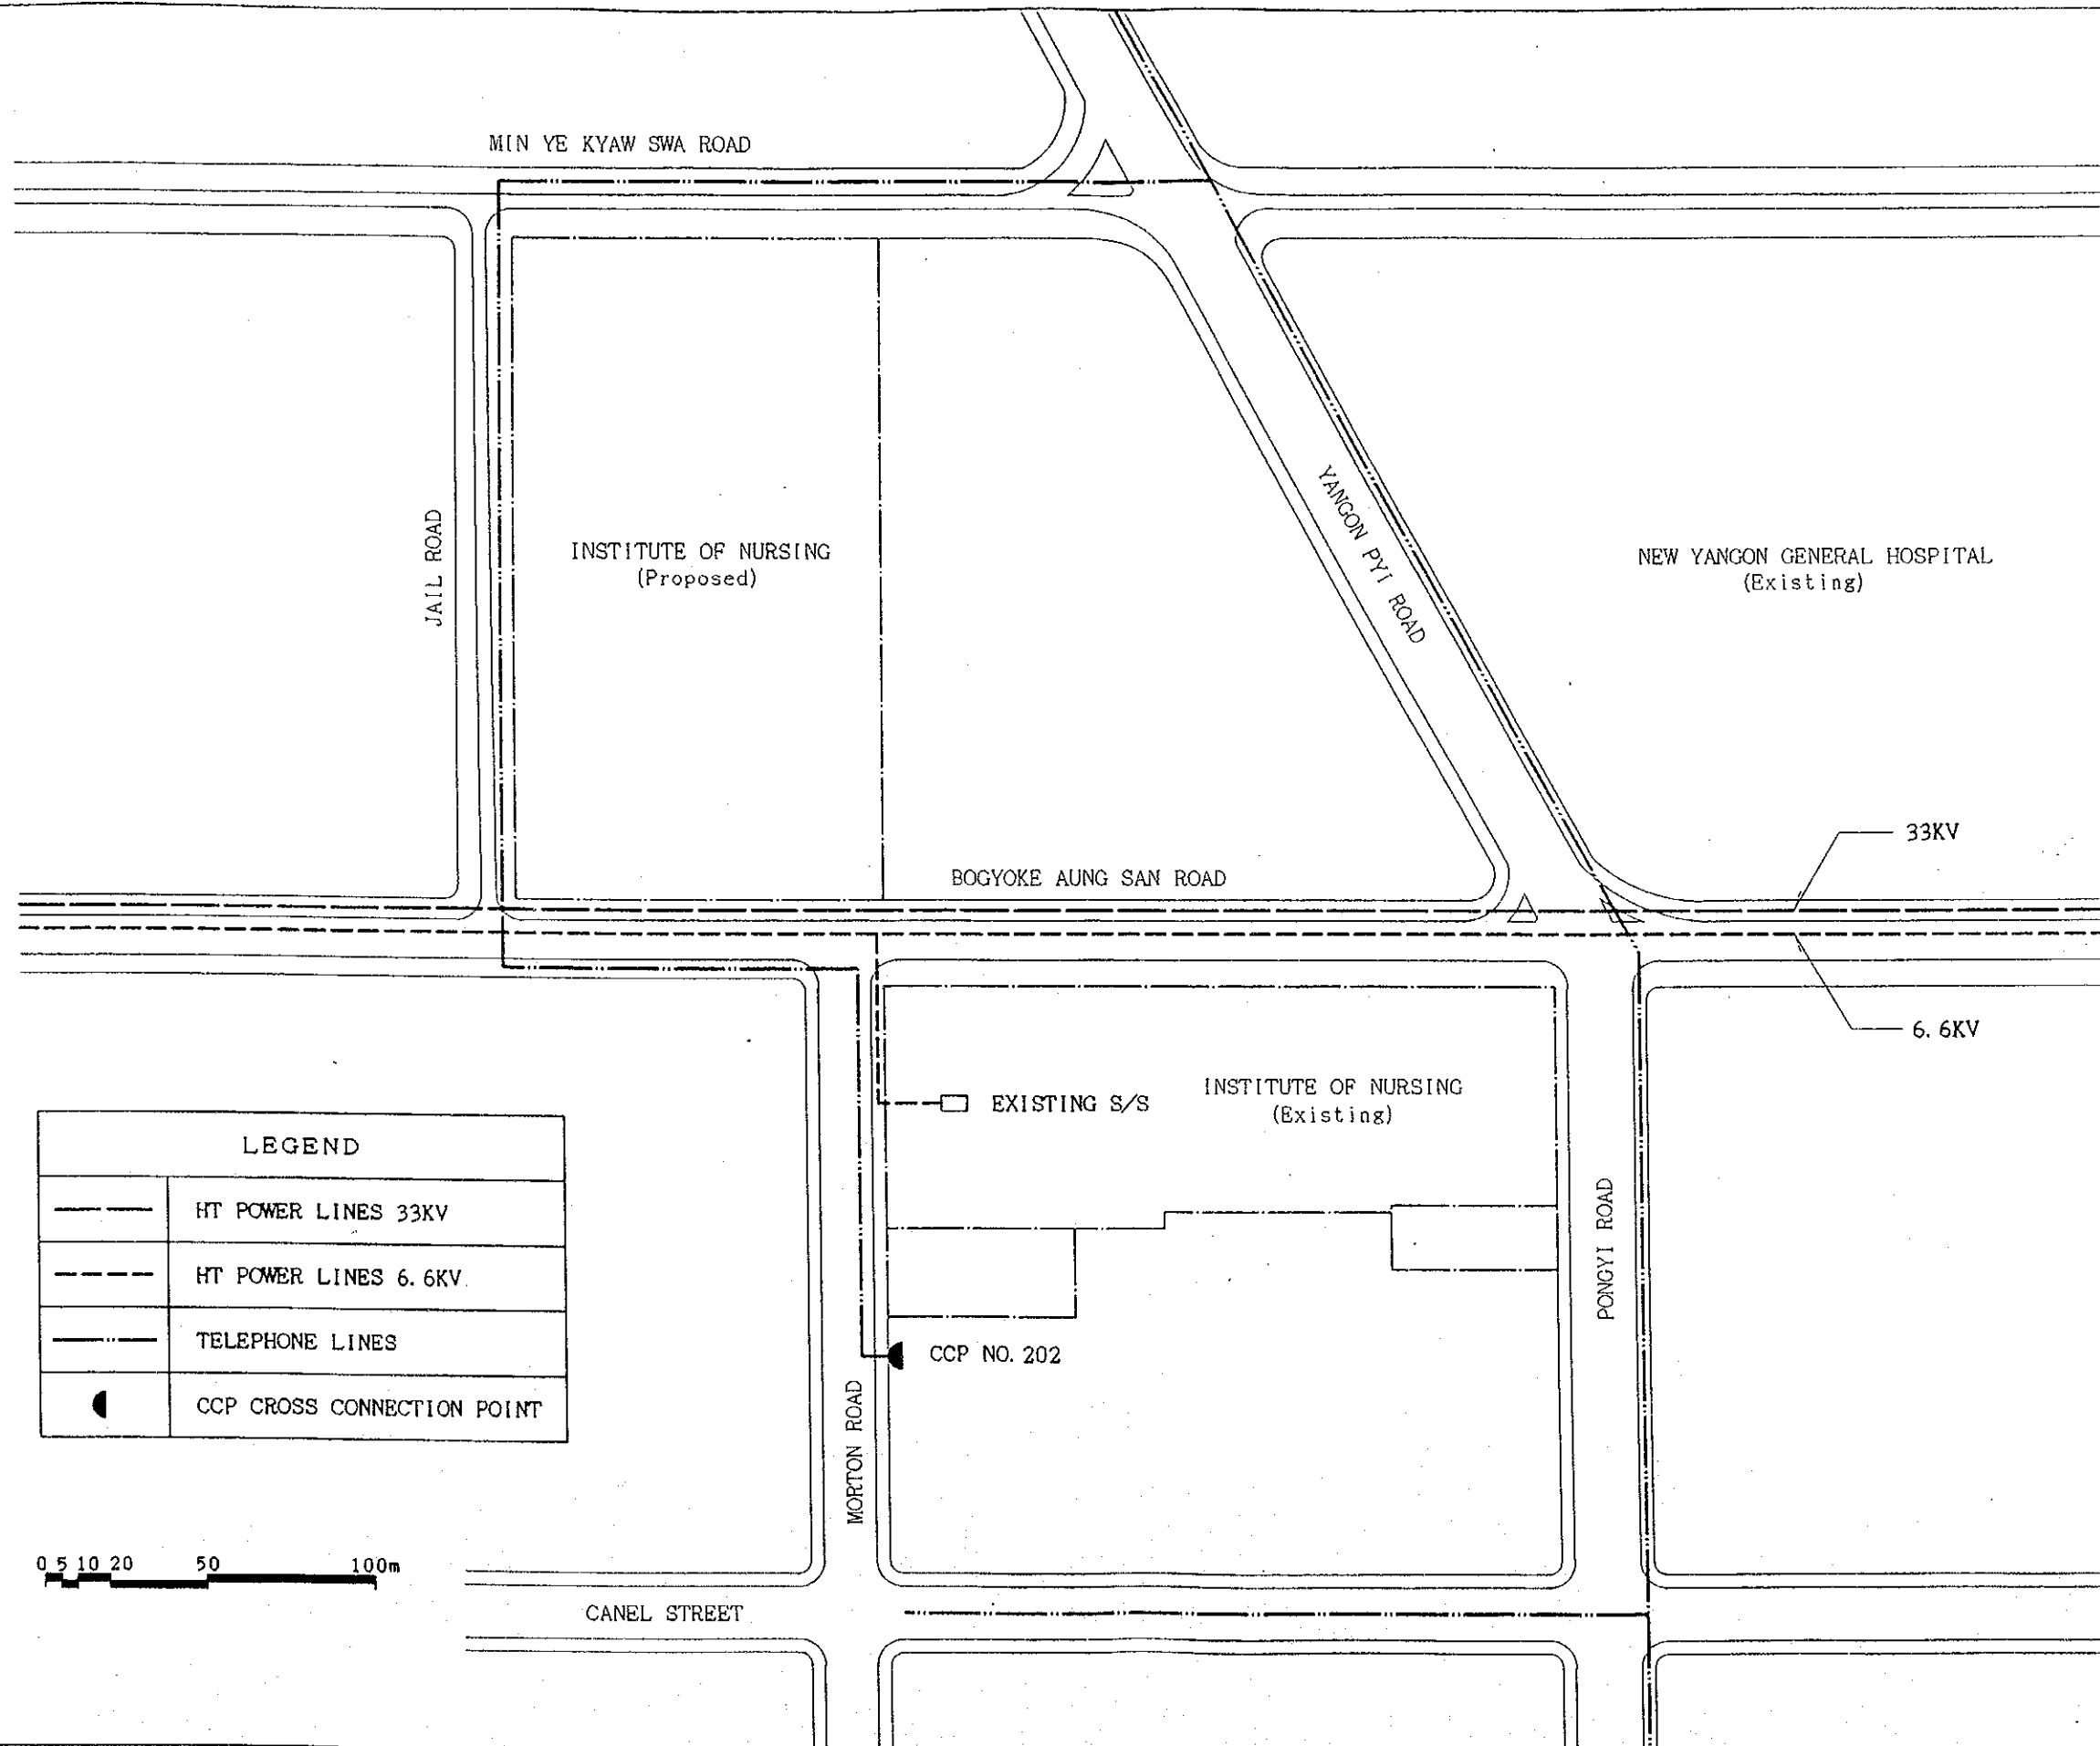 MIN YE KYAW SWA ROAD
JAIL ROAD
INSTITUTE OF NURSING
(Proposed)
YANGON PYI ROAD
NEW YANGON GENERAL HOSPITAL
(Existing)
33KV
BOGYOKE AUNG SAN ROAD
6.6KV
EXISTING S/S
INSTITUTE OF NURSING
(Existing)
LEGEND
HT POWER LINES 33KV
HT POWER LINES 6.6KV
TELEPHONE LINES
CCP CROSS CONNECTION POINT
PONGYI ROAD
CCP NO. 202
MORTON ROAD
0 5 10 20 50 100m
CANEL STREET